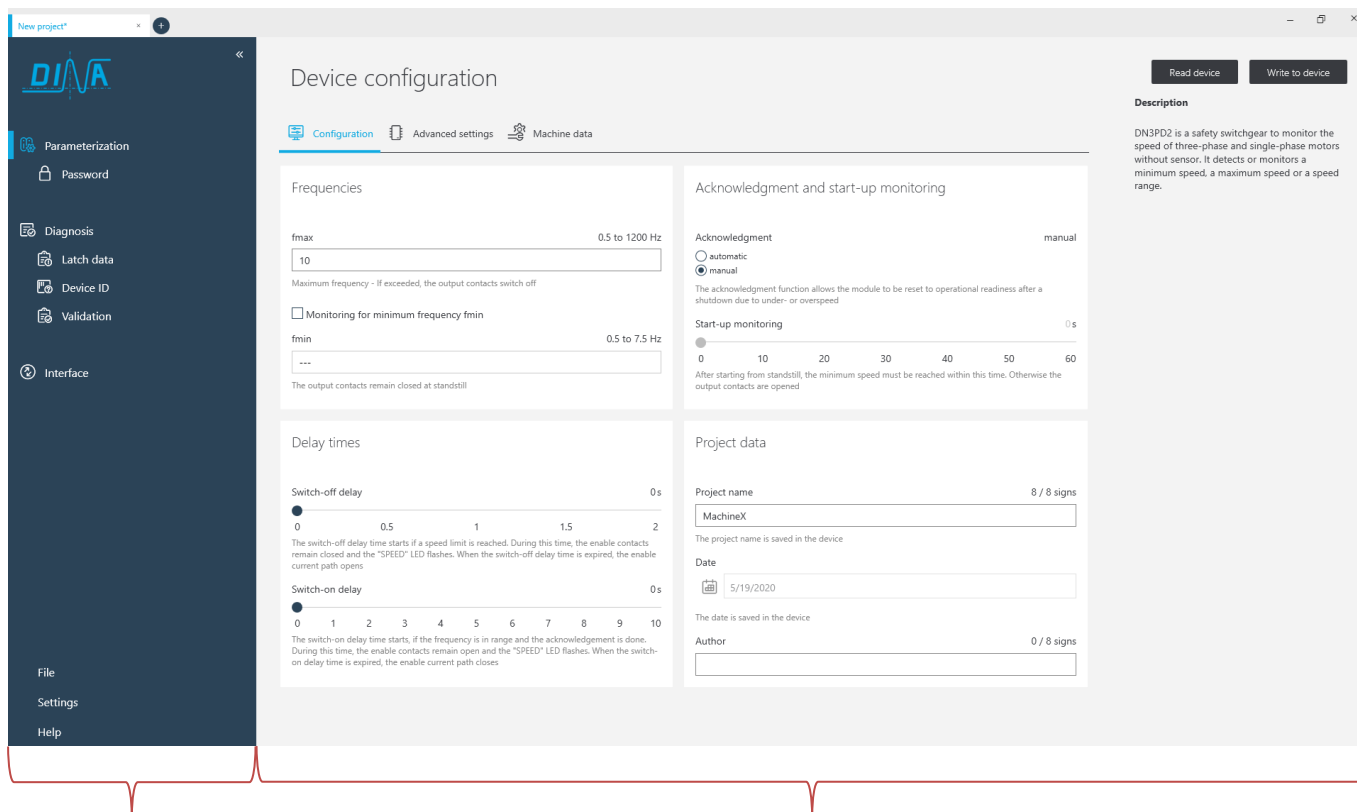 New project*
DINA
Parameterization
Password
Diagnosis
Latch data
Device ID
Validation
Interface
File
Settings
Help
Device configuration
Read device
Write to device
Configuration
Advanced settings
Machine data
Description
DN3PD2 is a safety switchgear to monitor the
speed of three-phase and single-phase motors
without sensor. It detects or monitors a
minimum speed, a maximum speed or a speed
range.
Frequencies
fmax 0.5 to 1200 Hz
10
Maximum frequency - If exceeded, the output contacts switch off
Monitoring for minimum frequency fmin
fmin 0.5 to 7.5 Hz
---
The output contacts remain closed at standstill
Acknowledgment and start-up monitoring
Acknowledgment manual
automatic
manual
The acknowledgment function allows the module to be reset to operational readiness after a
shutdown due to under- or overspeed
Start-up monitoring 0 s
0 10 20 30 40 50 60
After starting from standstill, the minimum speed must be reached within this time. Otherwise the
output contacts are opened
Delay times
Switch-off delay 0 s
0 0.5 1 1.5 2
The switch-off delay time starts if a speed limit is reached. During this time, the enable contacts
remain closed and the "SPEED" LED flashes. When the switch-off delay time is expired, the enable
current path opens
Switch-on delay 0 s
0 1 2 3 4 5 6 7 8 9 10
The switch-on delay time starts, if the frequency is in range and the acknowledgement is done.
During this time, the enable contacts remain open and the "SPEED" LED flashes. When the switch-
on delay time is expired, the enable current path closes
Project data
Project name 8 / 8 signs
MachineX
The project name is saved in the device
Date
5/19/2020
The date is saved in the device
Author 0 / 8 signs